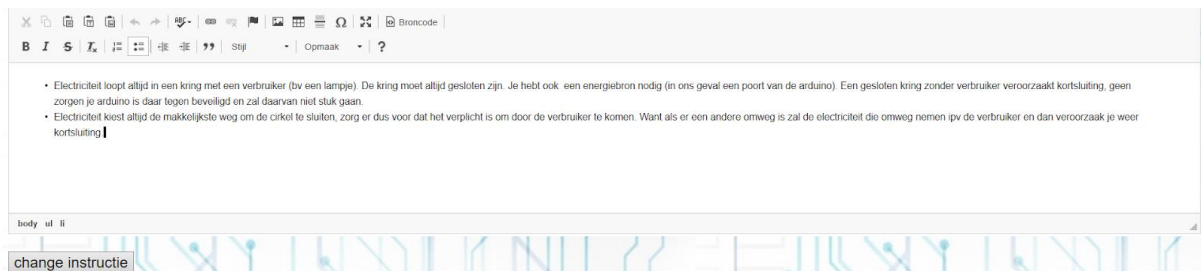 Broncode
B I S Ix Stijl Opmaak ?
• Electriciteit loopt altijd in een kring met een verbruiker (bv een lampje). De kring moet altijd gesloten zijn. Je hebt ook een energiebron nodig (in ons geval een poort van de arduino). Een gesloten kring zonder verbruiker veroorzaakt kortsluiting, geen
zorgen je arduino is daar tegen beveiligd en zal daarvan niet stuk gaan.
• Electriciteit kiest altijd de makkelijkste weg om de cirkel te sluiten, zorg er dus voor dat het verplicht is om door de verbruiker te komen. Want als er een andere omweg is zal de electriciteit die omweg nemen ipv de verbruiker en dan veroorzaak je weer
kortsluiting
body ul li
change instructie